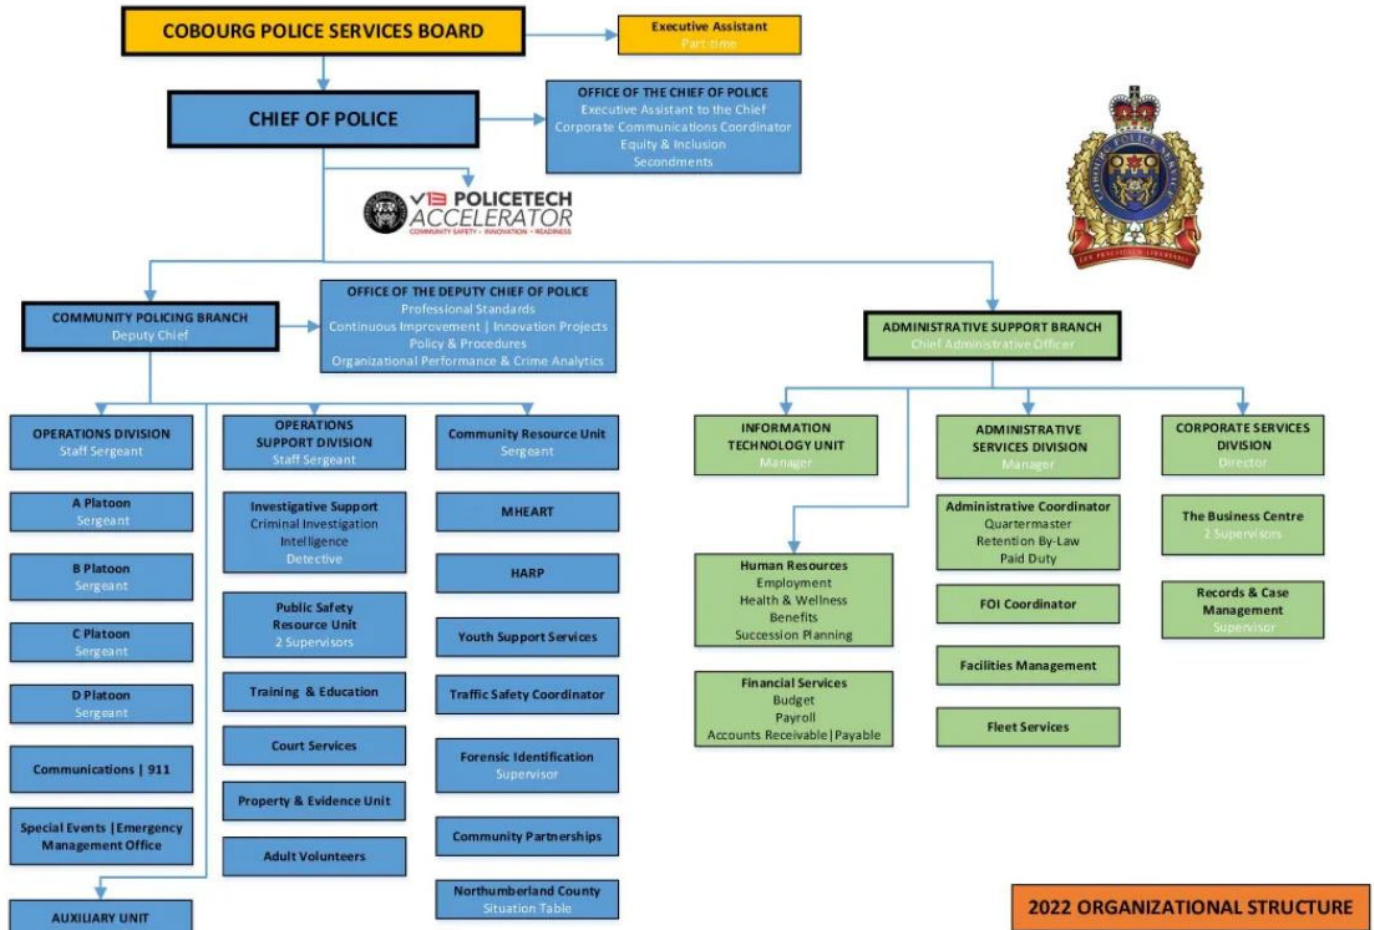 COBOURG POLICE SERVICES BOARD
Executive Assistant
Part-time
CHIEF OF POLICE
OFFICE OF THE CHIEF OF POLICE
Executive Assistant to the Chief
Corporate Communications Coordinator
Equity & Inclusion
Secondments
V13 POLICETECH
ACCELERATOR
COMMUNITY SAFETY • INNOVATION • READINESS
COBOURG POLICE SERVICE
COMMUNITY POLICING BRANCH
Deputy Chief
OFFICE OF THE DEPUTY CHIEF OF POLICE
Professional Standards
Continuous Improvement | Innovation Projects
Policy & Procedures
Organizational Performance & Crime Analytics
ADMINISTRATIVE SUPPORT BRANCH
Chief Administrative Officer
OPERATIONS DIVISION
Staff Sergeant
A Platoon
Sergeant
B Platoon
Sergeant
C Platoon
Sergeant
D Platoon
Sergeant
Communications | 911
Special Events |Emergency
Management Office
AUXILIARY UNIT
OPERATIONS
SUPPORT DIVISION
Staff Sergeant
Investigative Support
Criminal Investigation
Intelligence
Detective
Public Safety
Resource Unit
2 Supervisors
Training & Education
Court Services
Property & Evidence Unit
Adult Volunteers
Community Resource Unit
Sergeant
MHEART
HARP
Youth Support Services
Traffic Safety Coordinator
Forensic Identification
Supervisor
Community Partnerships
Northumberland County
Situation Table
INFORMATION
TECHNOLOGY UNIT
Manager
Human Resources
Employment
Health & Wellness
Benefits
Succession Planning
Financial Services
Budget
Payroll
Accounts Receivable|Payable
ADMINISTRATIVE
SERVICES DIVISION
Manager
Administrative Coordinator
Quartermaster
Retention By-Law
Paid Duty
FOI Coordinator
Facilities Management
Fleet Services
CORPORATE SERVICES
DIVISION
Director
The Business Centre
2 Supervisors
Records & Case
Management
Supervisor
2022 ORGANIZATIONAL STRUCTURE